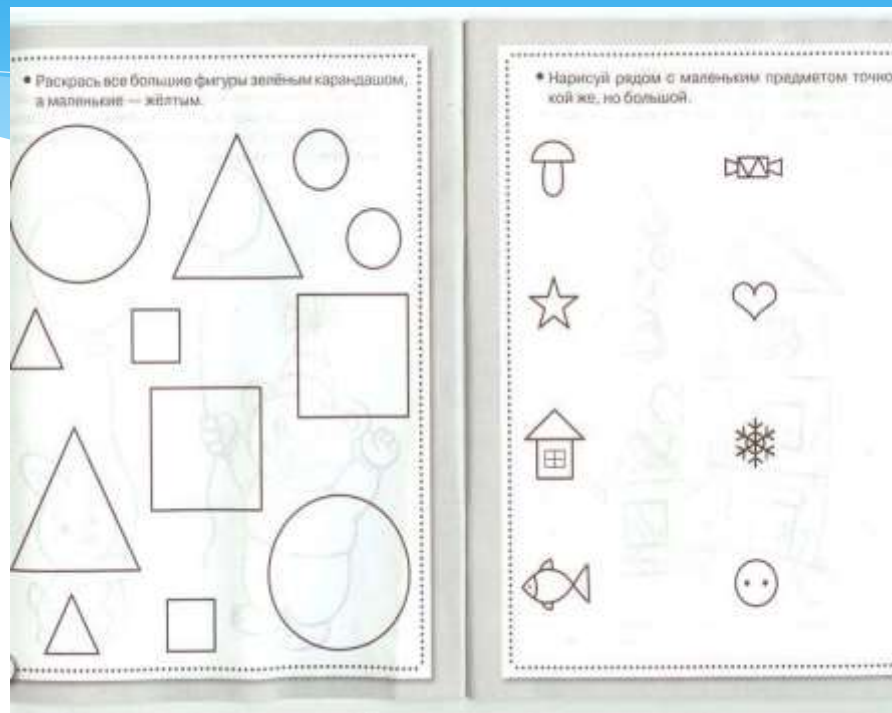 • Раскрась все большие фигуры зелёным карандашом,
а маленькие — жёлтым.
• Нарисуй рядом с маленьким предметом точно
кой же, но большой.